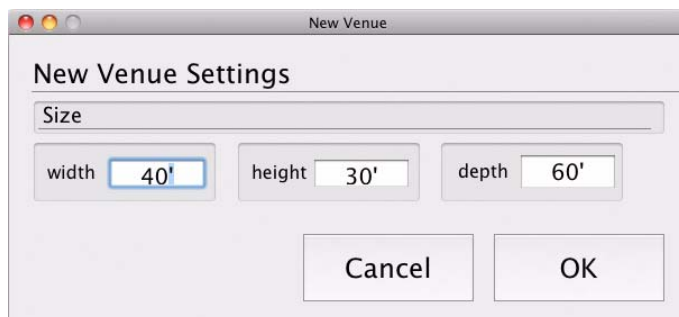 New Venue
New Venue Settings
Size
width 40' height 30' depth 60'
Cancel OK